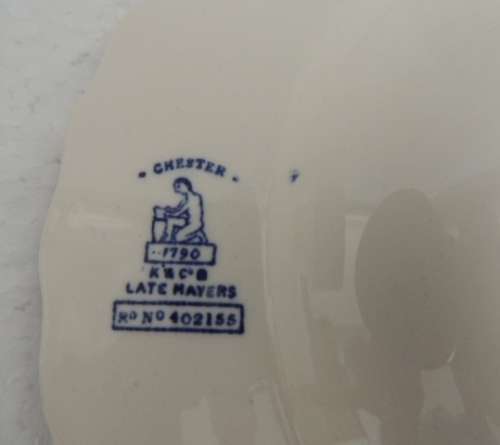 CHESTER
1790
K & Co B
LATE MAYERS
RD NO 402155